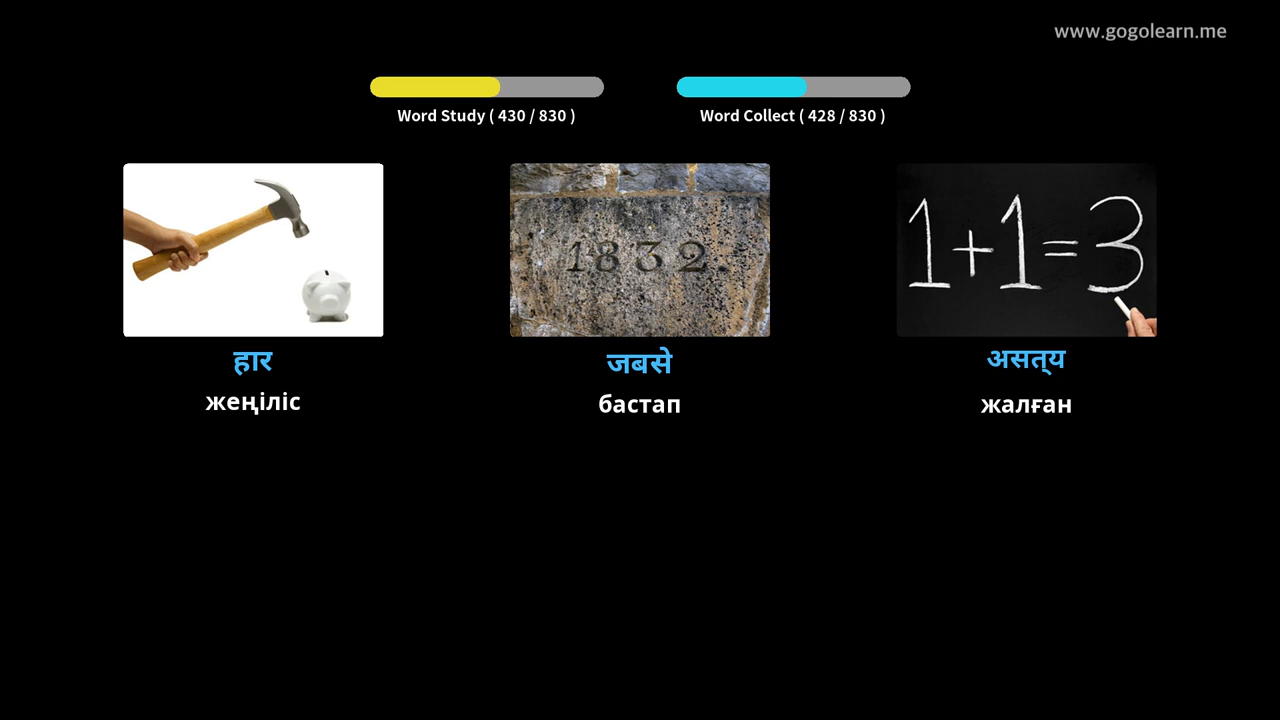 www.gogolearn.me
Word Study ( 430 / 830 )
Word Collect ( 428 / 830 )
1832.
1+1=3
हार
जबसे
असत्य
жеңіліс
бастап
жалған